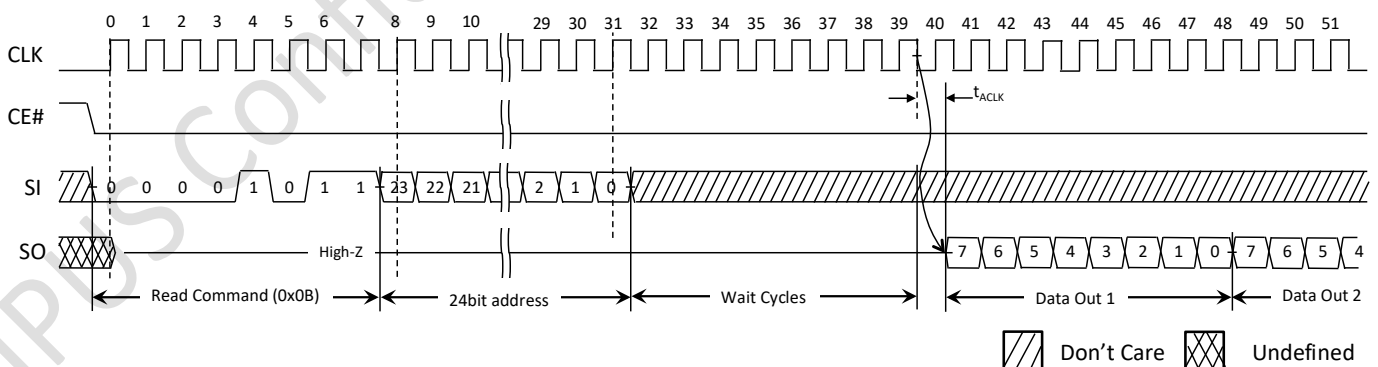 0 1 2 3 4 5 6 7 8 9 10 29 30 31 32 33 34 35 36 37 38 39 40 41 42 43 44 45 46 47 48 49 50 51
CLK
tACLK
CE#
SI 0 0 0 0 1 0 1 1 23 22 21 2 1 0
SO High-Z 7 6 5 4 3 2 1 0 7 6 5 4
Read Command (0x0B) 24bit address Wait Cycles Data Out 1 Data Out 2
Don't Care Undefined